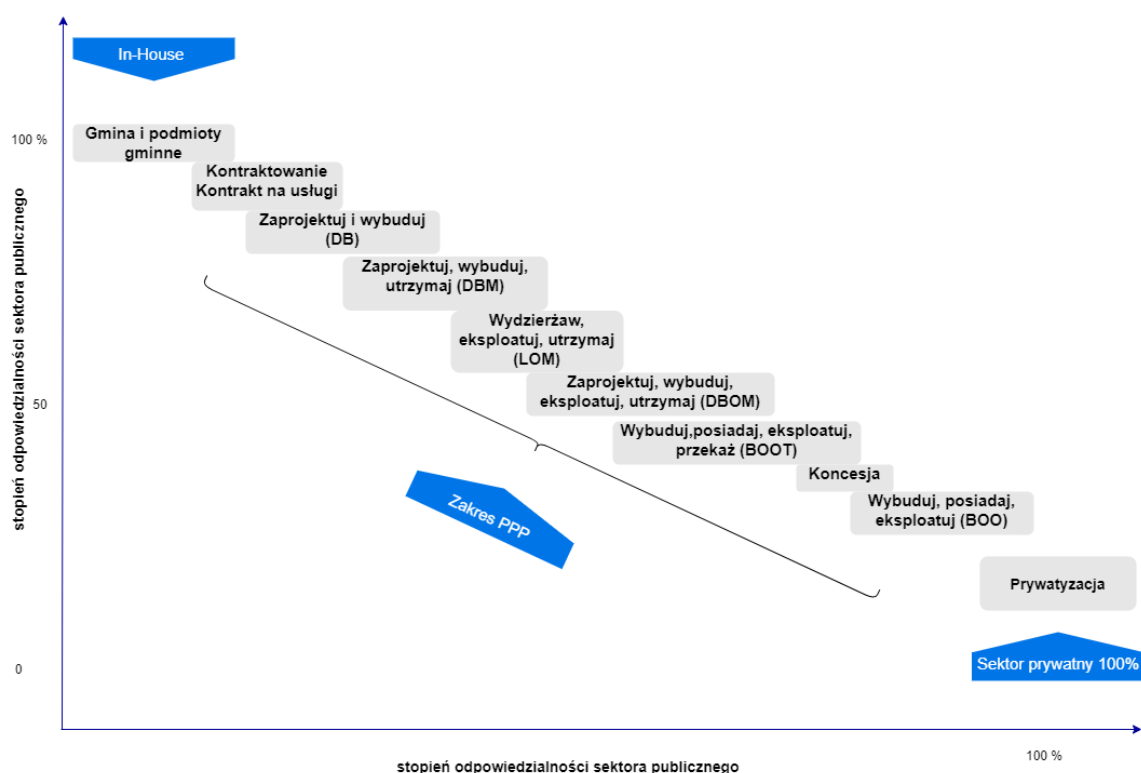 In-House
100 %
Gmina i podmioty
gminne
Kontraktowanie
Kontrakt na usługi
Zaprojektuj i wybuduj
(DB)
Zaprojektuj, wybuduj,
utrzymaj (DBM)
Wydzierżaw,
eksploatuj, utrzymaj
(LOM)
50
Zaprojektuj, wybuduj,
eksploatuj, utrzymaj (DBOM)
Wybuduj,posiadaj, eksploatuj,
przekaż (BOOT)
Koncesja
Wybuduj, posiadaj,
eksploatuj (BOO)
Zakres PPP
Prywatyzacja
0
Sektor prywatny 100%
stopień odpowiedzialności sektora publicznego
100 %
stopień odpowiedzialności sektora publicznego